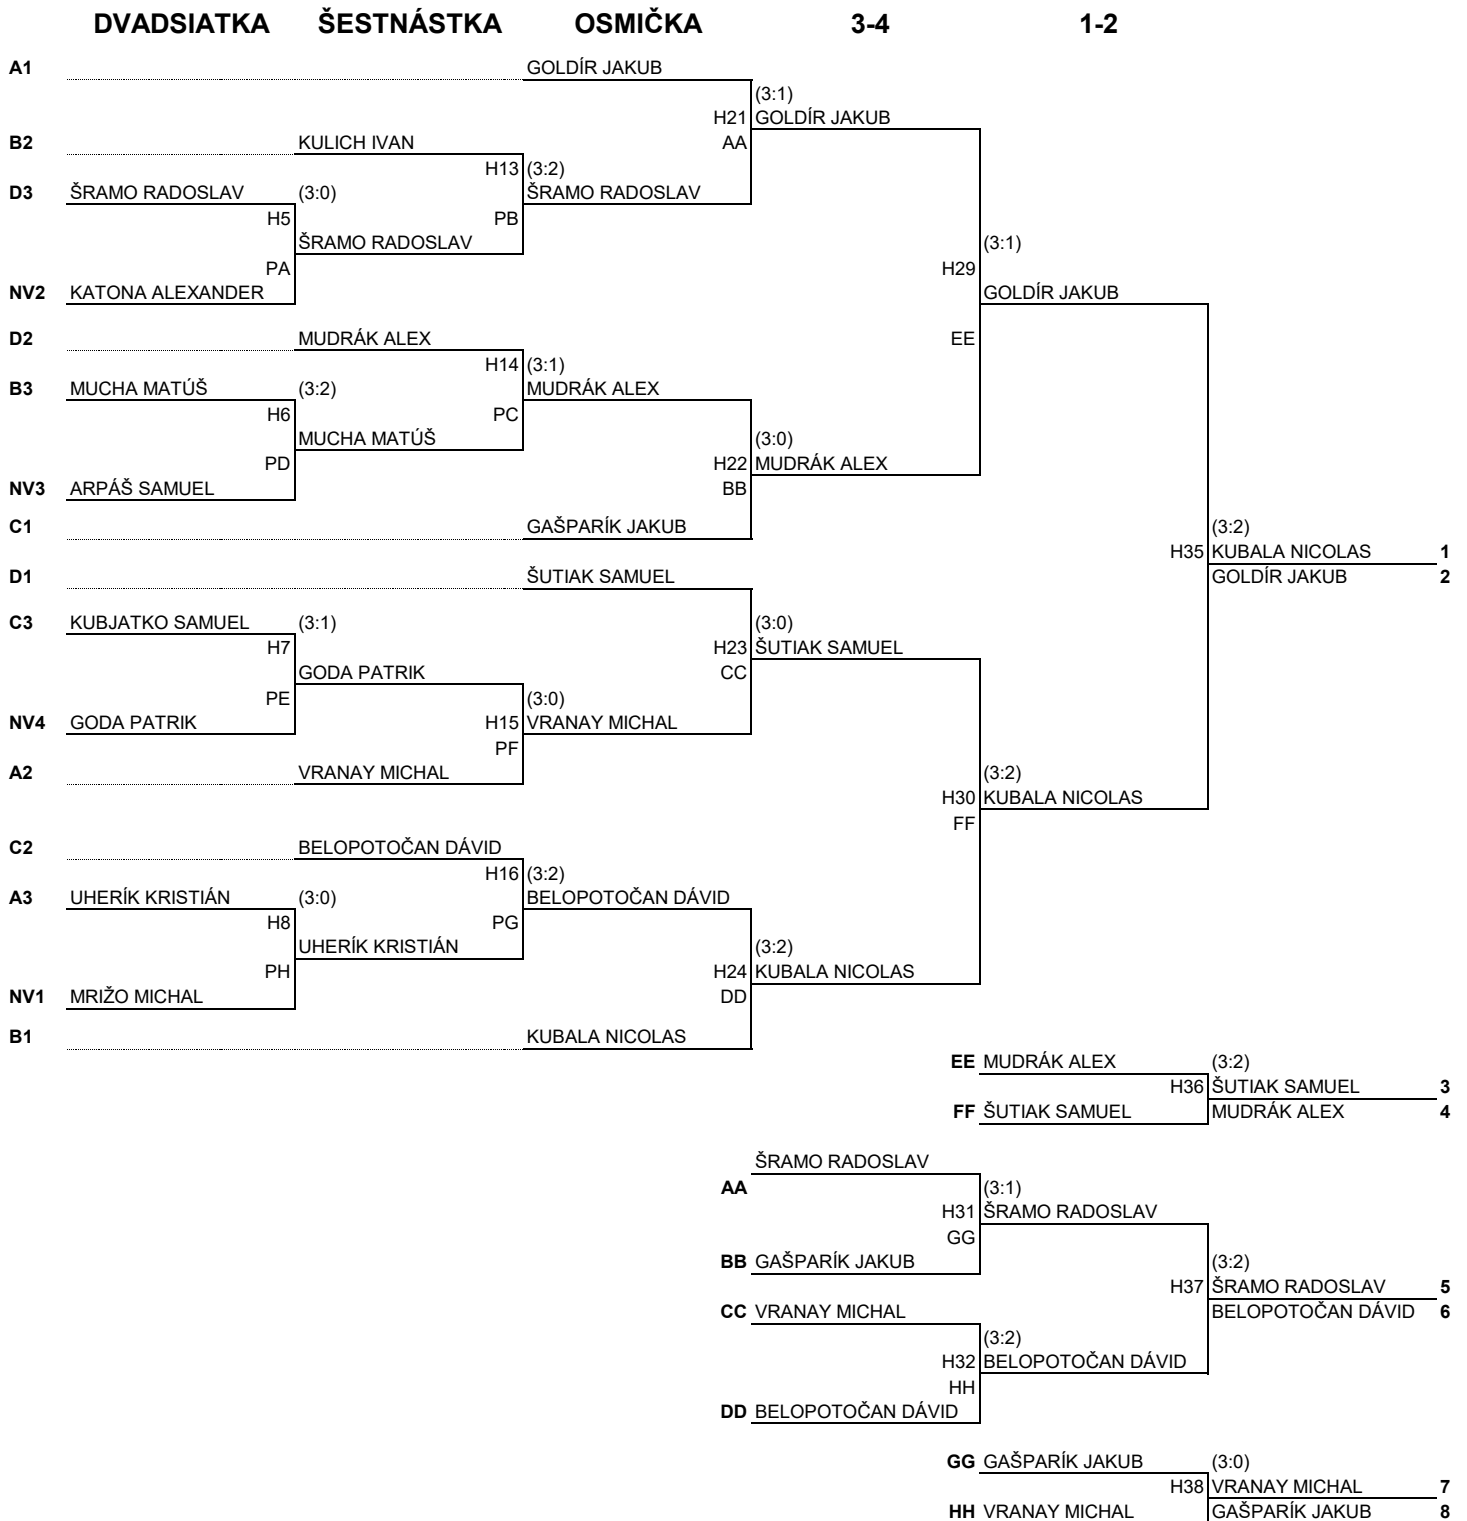 DVADSIATKA ŠESTNÁSTKA OSMIČKA 3-4 1-2
A1 GOLDÍR JAKUB
(3:1)
H21 GOLDÍR JAKUB
B2 KULICH IVAN AA
H13 (3:2)
D3 ŠRAMO RADOSLAV (3:0) ŠRAMO RADOSLAV
H5 PB
ŠRAMO RADOSLAV (3:1)
PA H29
NV2 KATONA ALEXANDER GOLDÍR JAKUB
D2 MUDRÁK ALEX EE
H14 (3:1)
B3 MUCHA MATÚŠ (3:2) MUDRÁK ALEX
H6 PC
MUCHA MATÚŠ (3:0)
PD H22 MUDRÁK ALEX
NV3 ARPÁŠ SAMUEL BB
C1 GAŠPARÍK JAKUB (3:2)
H35 KUBALA NICOLAS 1
D1 ŠUTIAK SAMUEL GOLDÍR JAKUB 2
C3 KUBJATKO SAMUEL (3:1) (3:0)
H7 H23 ŠUTIAK SAMUEL
GODA PATRIK CC
PE (3:0)
NV4 GODA PATRIK H15 VRANAY MICHAL
PF
A2 VRANAY MICHAL (3:2)
H30 KUBALA NICOLAS
FF
C2 BELOPOTOČAN DÁVID
H16 (3:2)
A3 UHERÍK KRISTIÁN (3:0) BELOPOTOČAN DÁVID
H8 PG
UHERÍK KRISTIÁN (3:2)
PH H24 KUBALA NICOLAS
NV1 MRIŽO MICHAL DD
B1 KUBALA NICOLAS
EE MUDRÁK ALEX (3:2)
H36 ŠUTIAK SAMUEL 3
FF ŠUTIAK SAMUEL MUDRÁK ALEX 4
ŠRAMO RADOSLAV
AA (3:1)
H31 ŠRAMO RADOSLAV
GG
BB GAŠPARÍK JAKUB (3:2)
H37 ŠRAMO RADOSLAV 5
CC VRANAY MICHAL BELOPOTOČAN DÁVID 6
(3:2)
H32 BELOPOTOČAN DÁVID
HH
DD BELOPOTOČAN DÁVID
GG GAŠPARÍK JAKUB (3:0)
H38 VRANAY MICHAL 7
HH VRANAY MICHAL GAŠPARÍK JAKUB 8